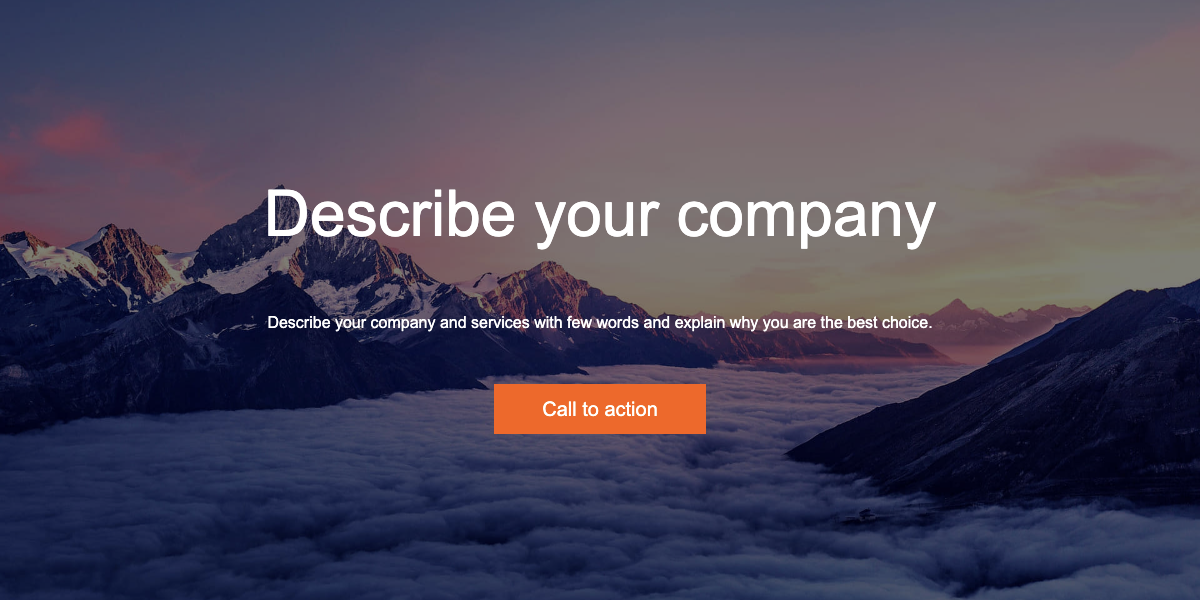 Describe your company
Describe your company and services with few words and explain why you are the best choice.
Call to action